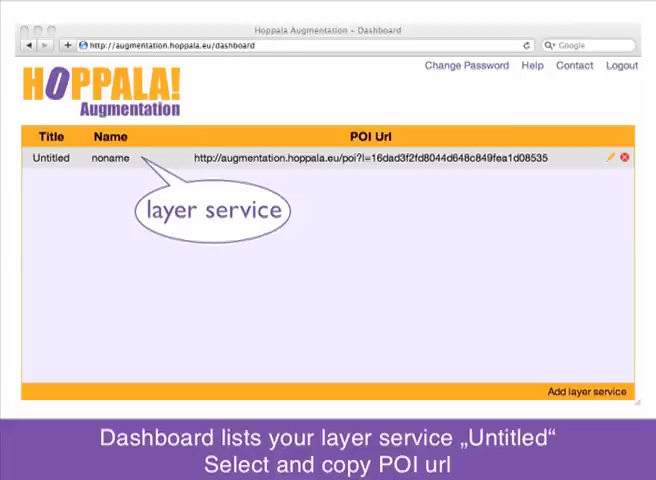 Hoppala Augmentation – Dashboard
http://augmentation.hoppala.eu/dashboard
Google
Change Password Help Contact Logout
HOPPALA!
Augmentation
Title Name POI Url
Untitled noname http://augmentation.hoppala.eu/poi?l=16dad3f2fd8044d648c849fea1d08535
layer service
Add layer service
Dashboard lists your layer service „Untitled“
Select and copy POI url